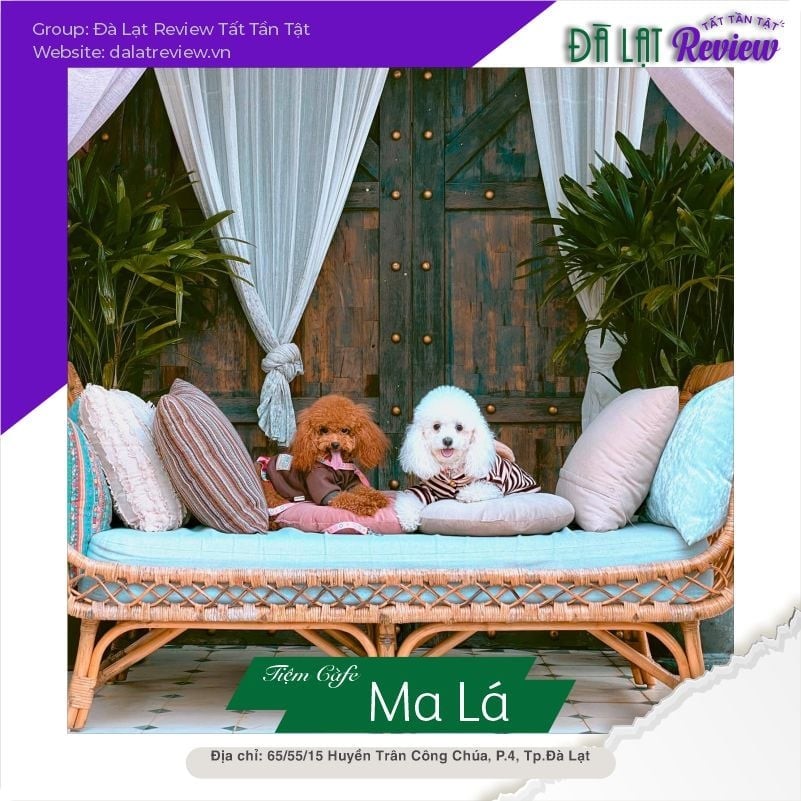 Group: Đà Lạt Review Tất Tần Tật
Website: dalatreview.vn
TẤT TẦN TẬT
ĐÀ LẠT Review
Tiệm Càfe
Ma Lá
Địa chỉ: 65/55/15 Huyền Trân Công Chúa, P.4, Tp.Đà Lạt